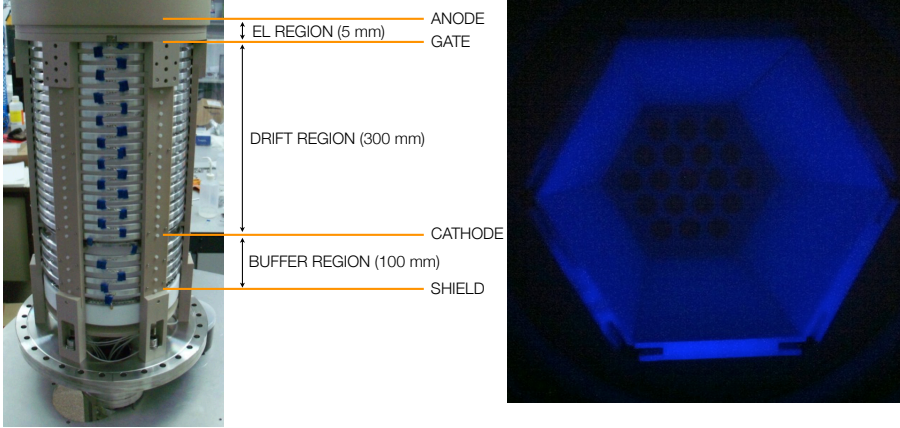 ANODE
EL REGION (5 mm)
GATE
DRIFT REGION (300 mm)
CATHODE
BUFFER REGION (100 mm)
SHIELD